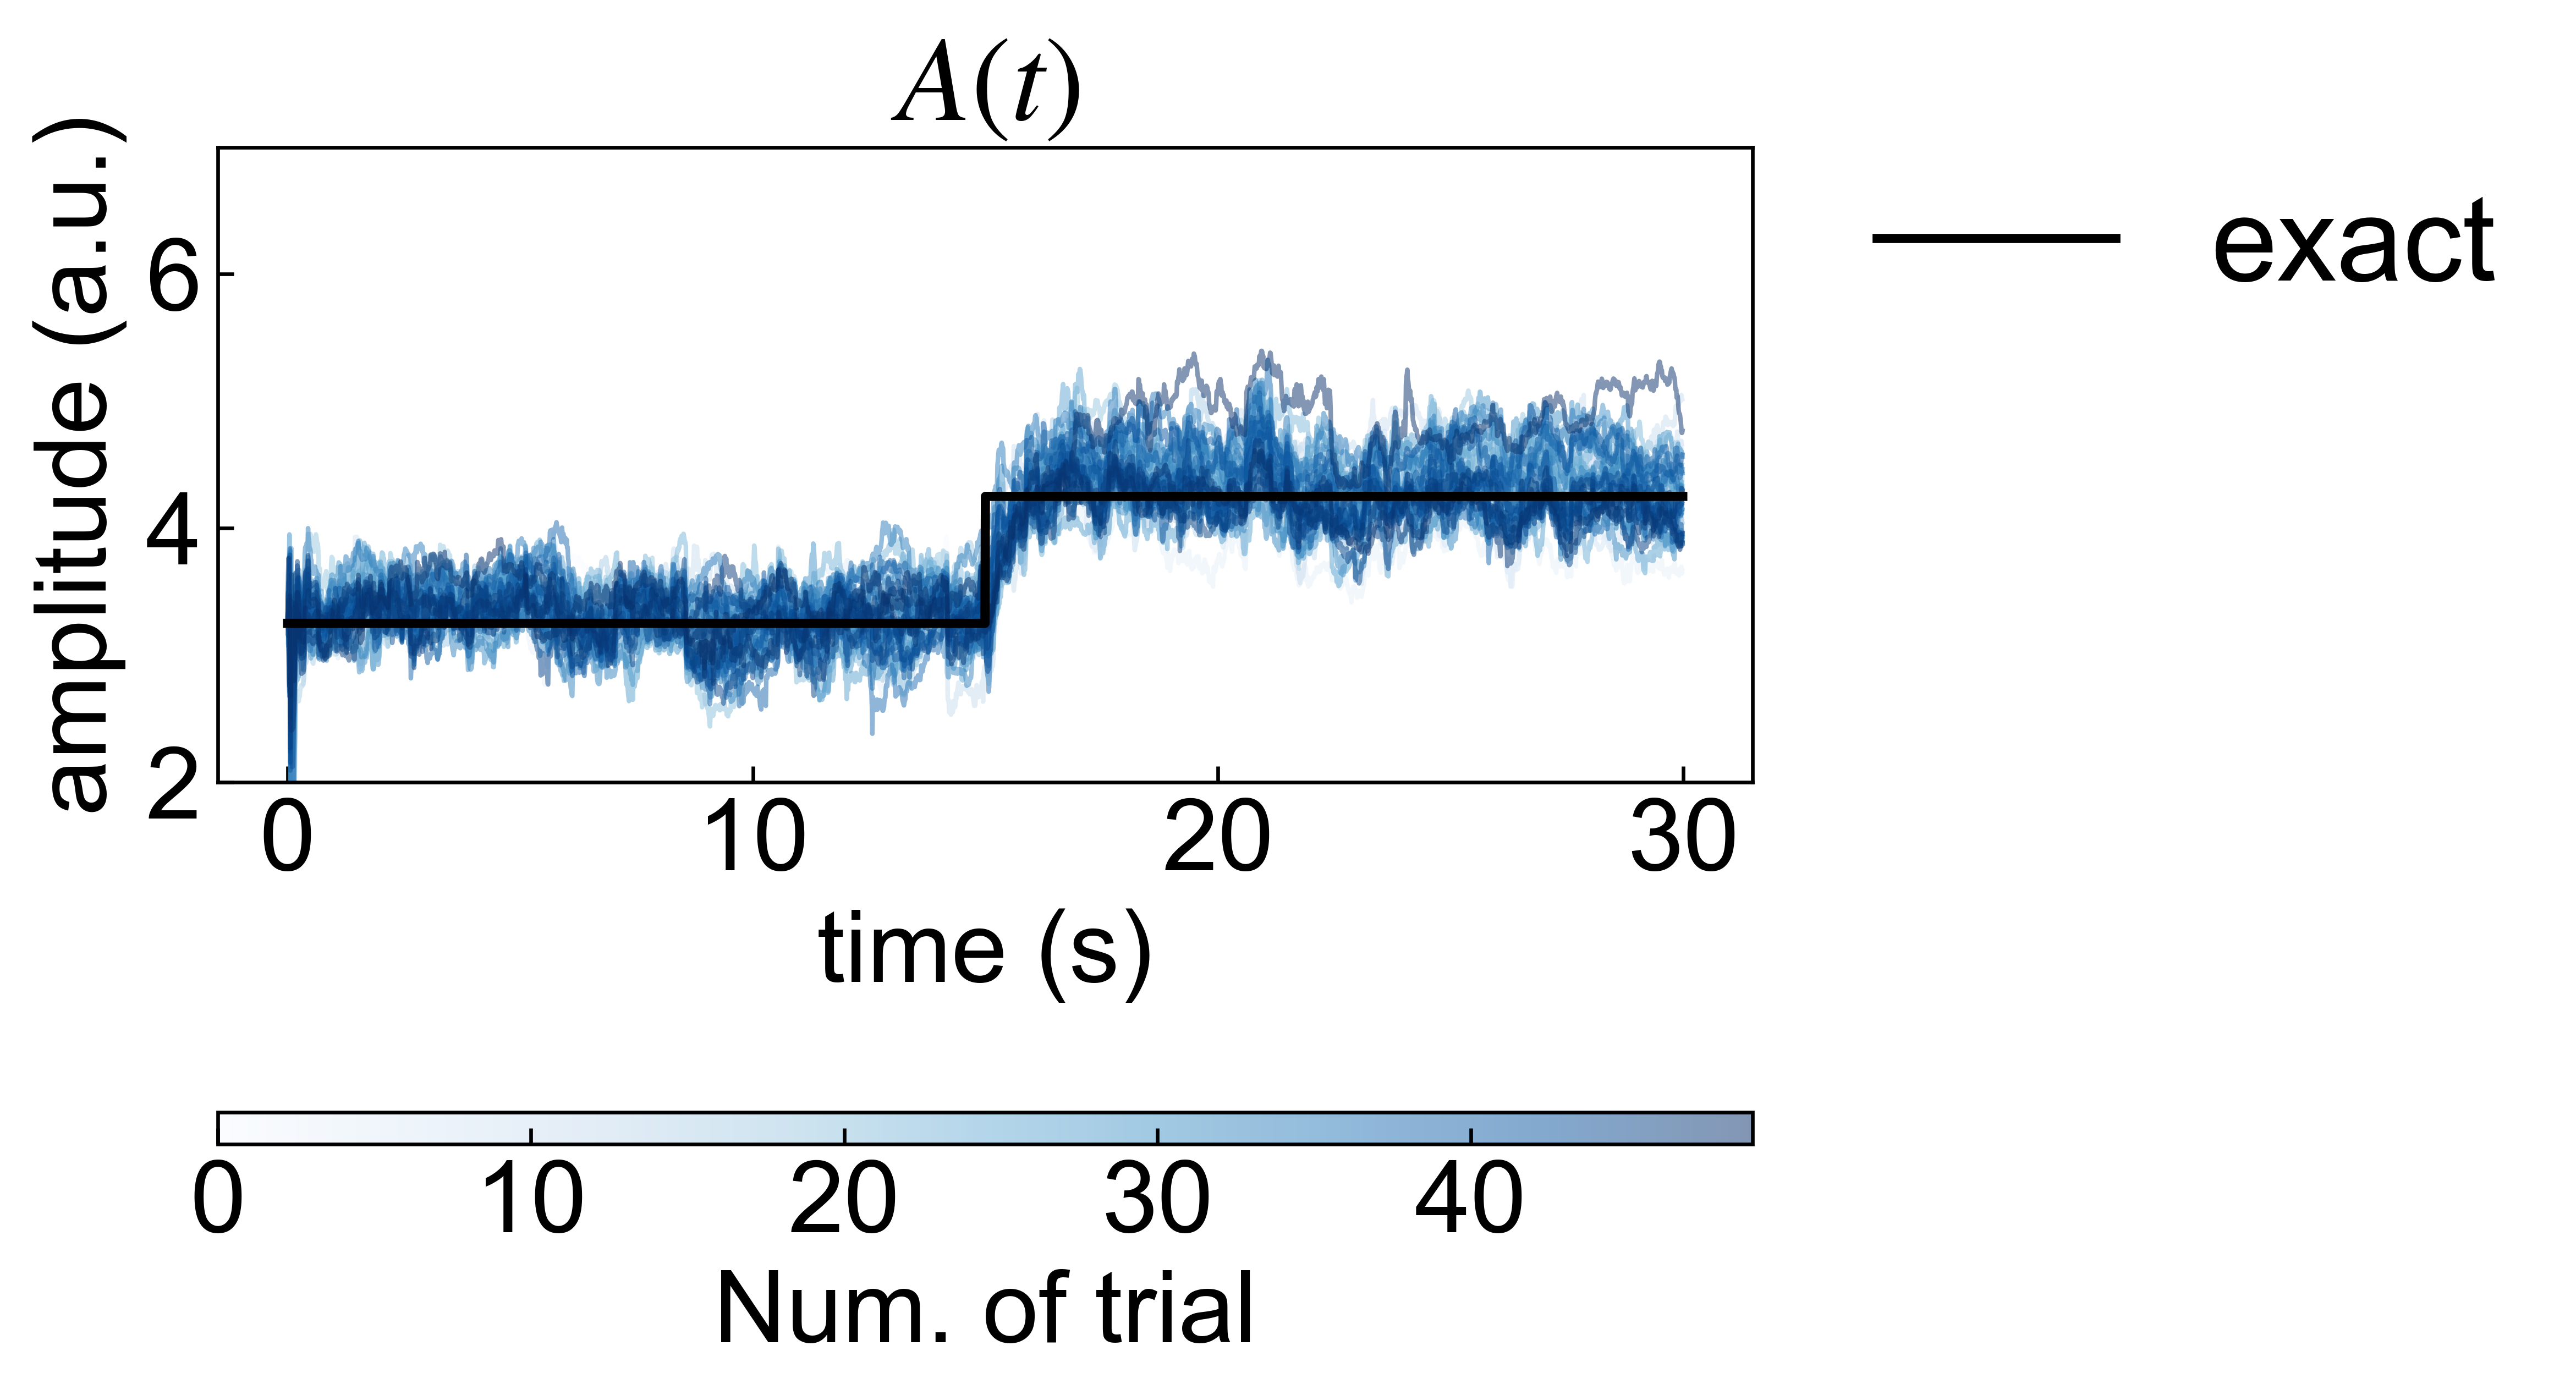 A(t)
exact
amplitude (a.u.)
6
4
2
0 10 20 30
time (s)
0 10 20 30 40
Num. of trial